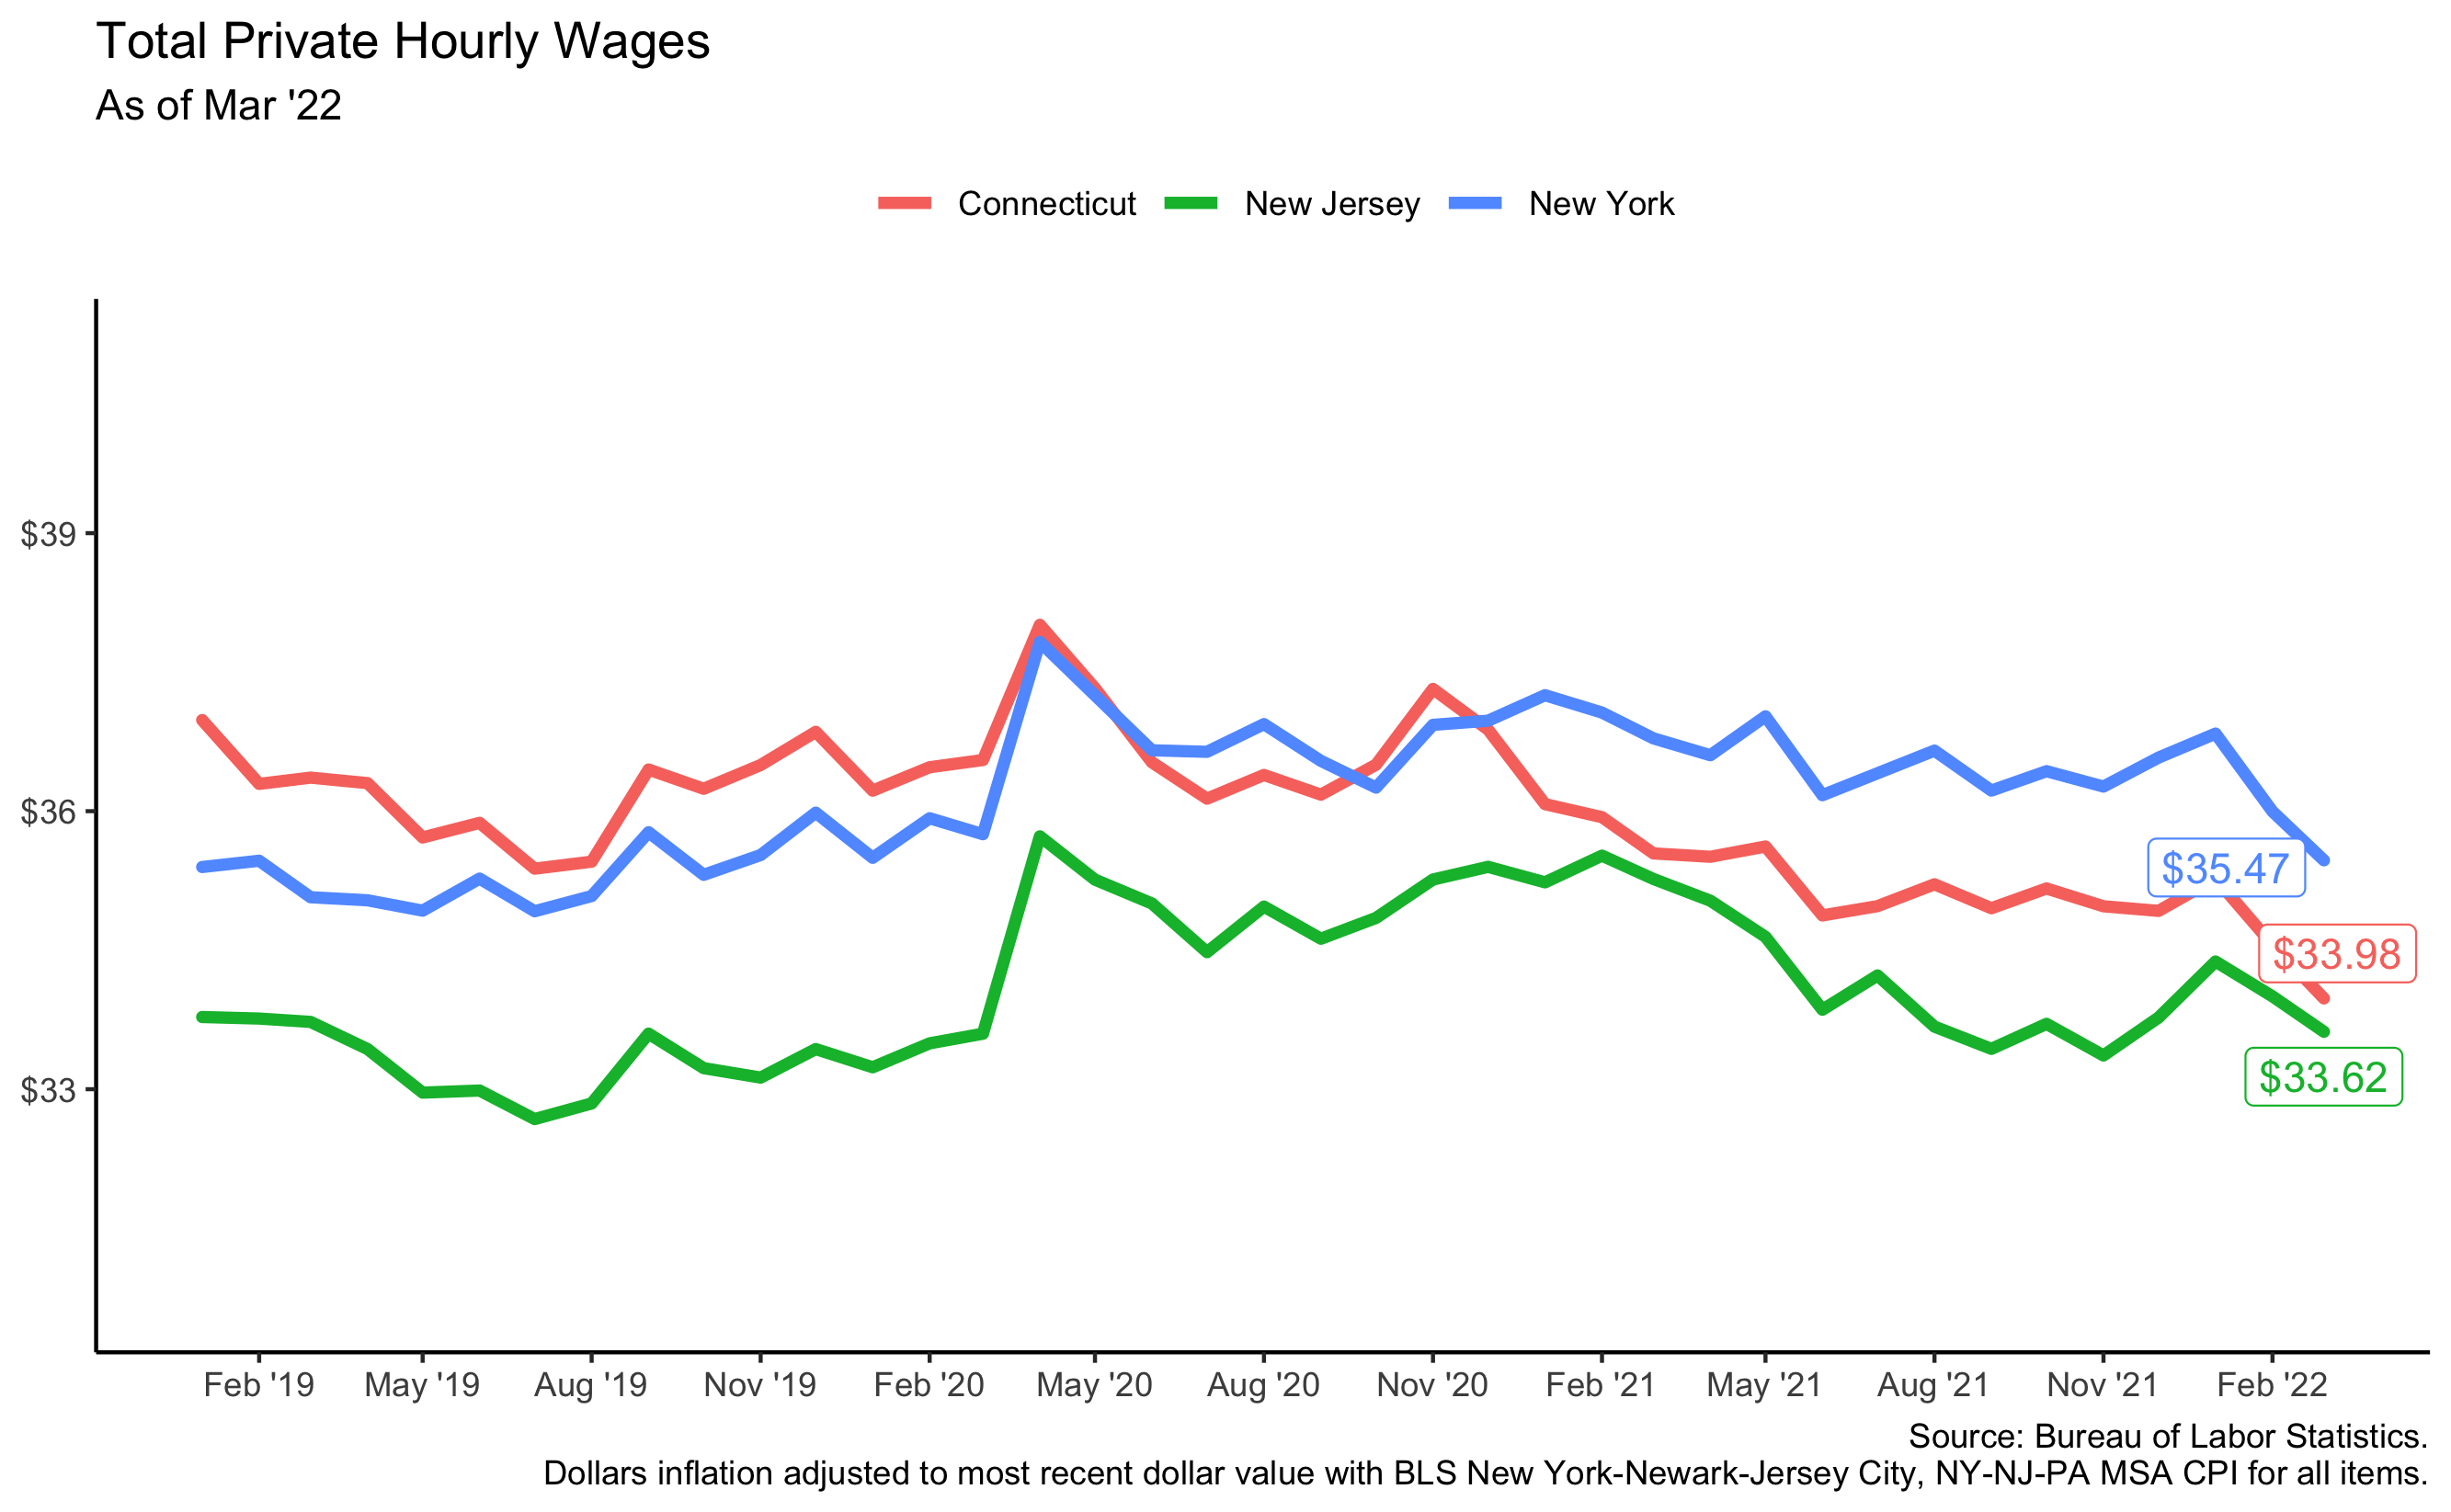 Total Private Hourly Wages
As of Mar '22
Connecticut New Jersey New York
$39
$36
$33
$35.47
$33.98
$33.62
Feb '19 May '19 Aug '19 Nov '19 Feb '20 May '20 Aug '20 Nov '20 Feb '21 May '21 Aug '21 Nov '21 Feb '22
Source: Bureau of Labor Statistics.
Dollars inflation adjusted to most recent dollar value with BLS New York-Newark-Jersey City, NY-NJ-PA MSA CPI for all items.